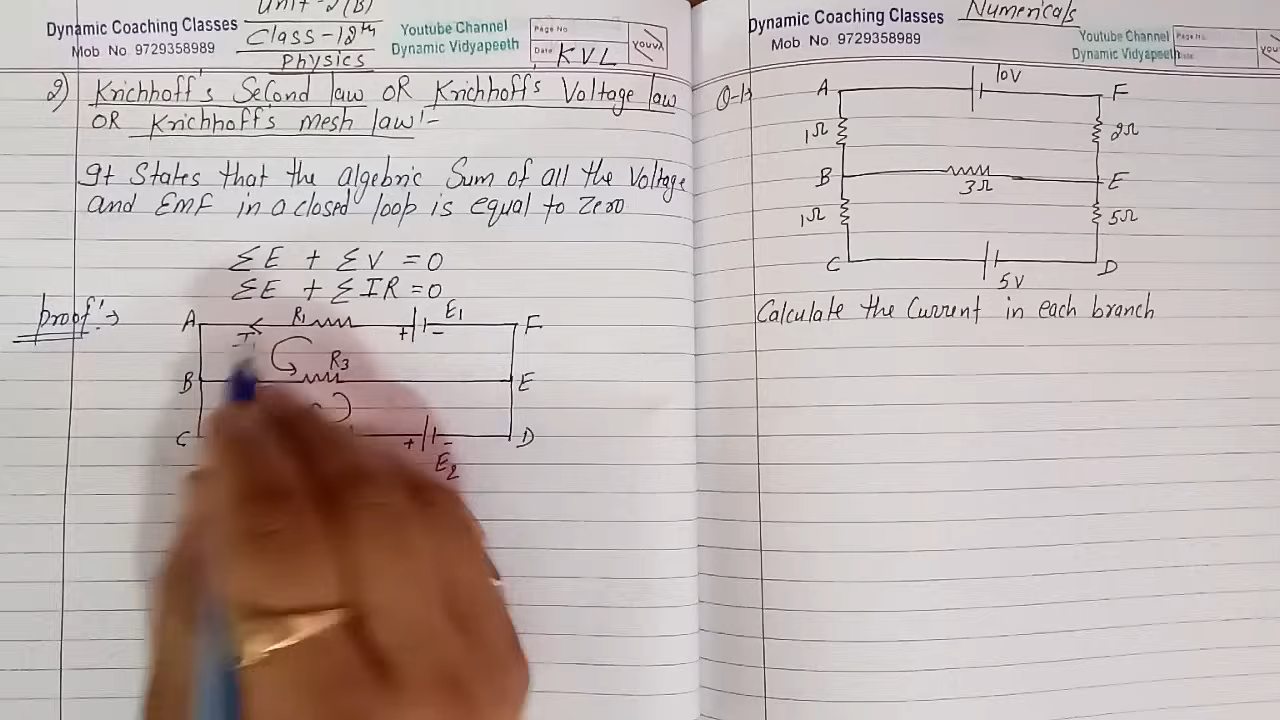 Unit-2(B)
Dynamic Coaching Classes
Mob No 9729358989
Class-12th
Physics
Youtube Channel
Dynamic Vidyapeeth
Page No
Date KVL
youva
2) Krichhoff's Second law OR Krichhoff's Voltage law
OR Krichhoff's mesh law:-
It States that the algebric Sum of all the Voltage
and EMF in a closed loop is equal to Zero
ΣE + ΣV = 0
ΣE + ΣIR = 0
Proof:→
A R₁ E₁ F
+ -
I
R₃
B E
C + - D
E₂
Dynamic Coaching Classes
Mob No 9729358989
Numericals
Youtube Channel
Dynamic Vidyapeeth
Page No
Date
Q-1)
A 10V F
1Ω 2Ω
B 3Ω E
1Ω 5Ω
C 5V D
Calculate the Current in each branch